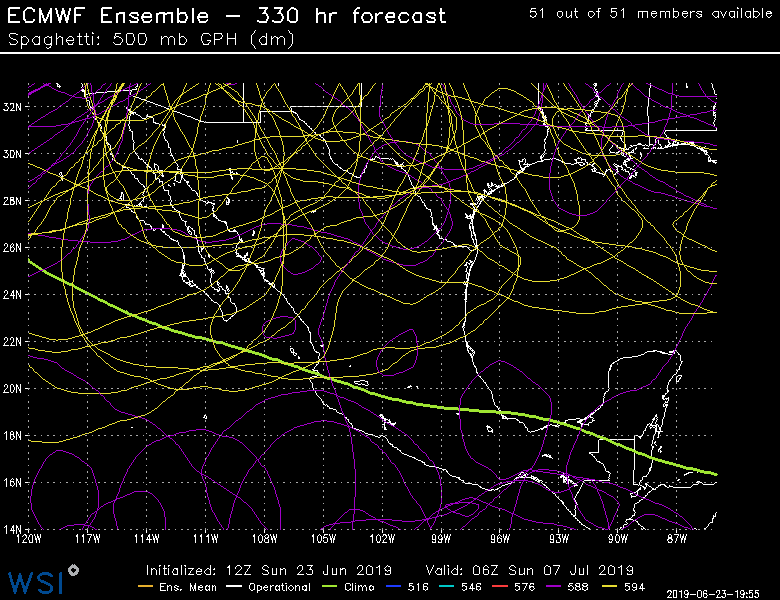 ECMWF Ensemble – 330 hr forecast
51 out of 51 members available
Spaghetti: 500 mb GPH (dm)
32N
30N
28N
26N
24N
22N
20N
18N
16N
14N
120W 117W 114W 111W 108W 105W 102W 99W 96W 93W 90W 87W
Initialized: 12Z Sun 23 Jun 2019 Valid: 06Z Sun 07 Jul 2019
WSI
Ens. Mean Operational Climo 516 546 576 588 594
2019-06-23-19:55